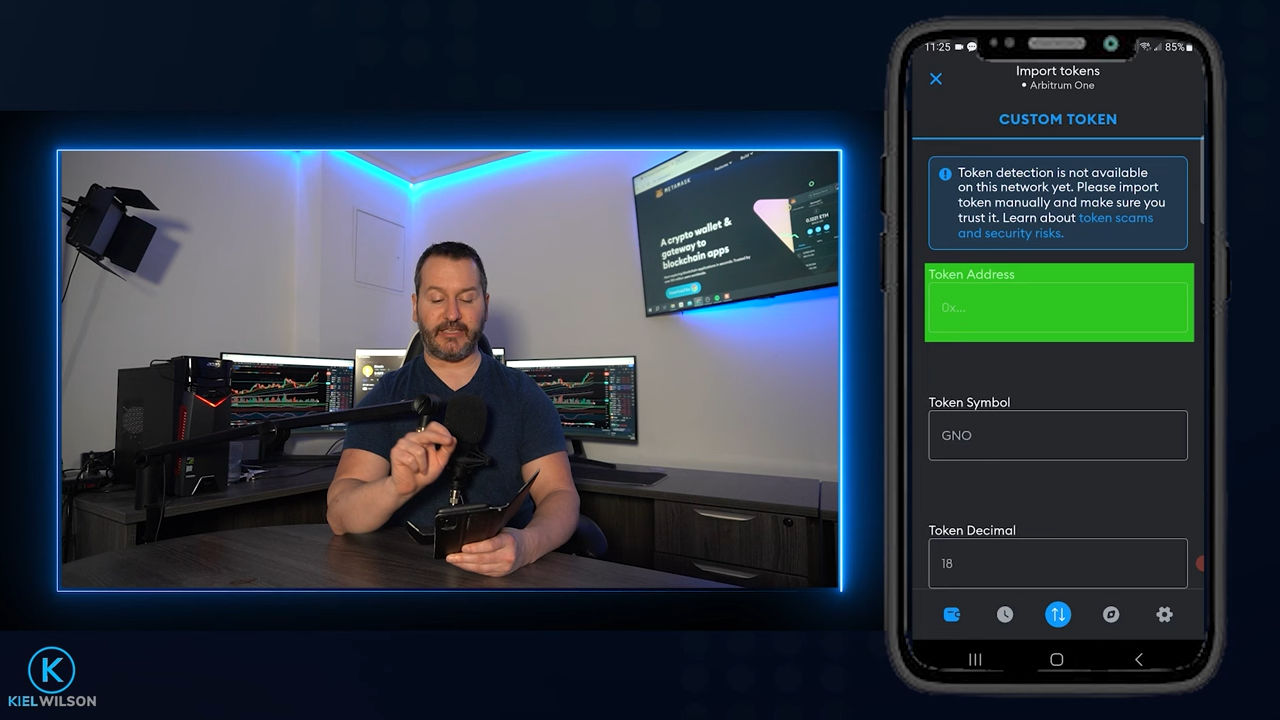 METAMASK
A crypto wallet &
gateway to
blockchain apps
11:25
85%
Import tokens
Arbitrum One
CUSTOM TOKEN
Token detection is not available
on this network yet. Please import
token manually and make sure you
trust it. Learn about token scams
and security risks.
Token Address
0x...
Token Symbol
GNO
Token Decimal
18
K
KIELWILSON